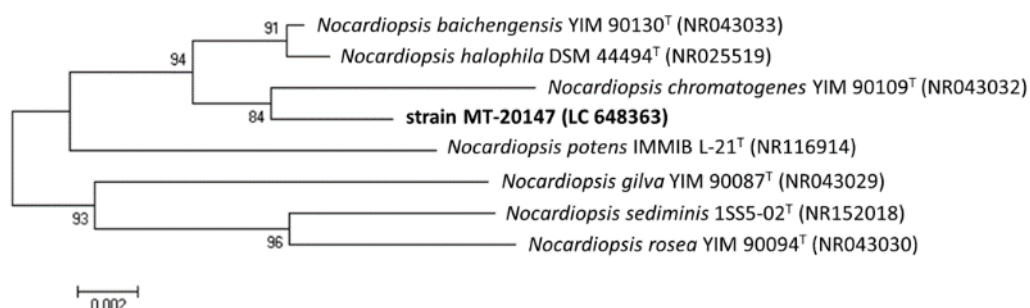 91
Nocardiopsis baichengensis YIM 90130ᵀ (NR043033)
94
Nocardiopsis halophila DSM 44494ᵀ (NR025519)
Nocardiopsis chromatogenes YIM 90109ᵀ (NR043032)
84
strain MT-20147 (LC 648363)
Nocardiopsis potens IMMIB L-21ᵀ (NR116914)
Nocardiopsis gilva YIM 90087ᵀ (NR043029)
93
Nocardiopsis sediminis 1SS5-02ᵀ (NR152018)
96
Nocardiopsis rosea YIM 90094ᵀ (NR043030)
0.002